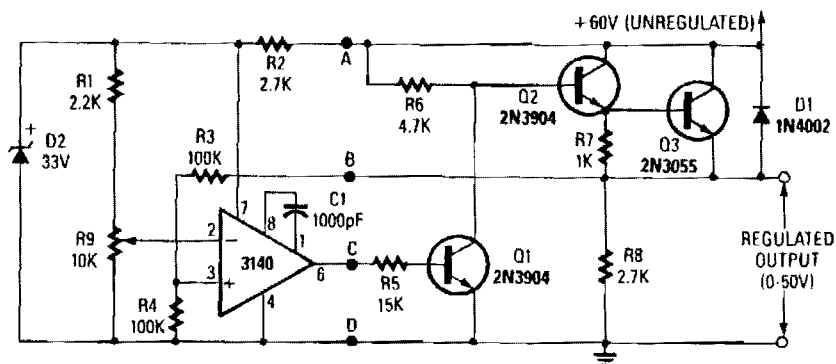 +60V (UNREGULATED)
R2
2.7K
A
R1
2.2K
R6
4.7K
Q2
2N3904
D1
1N4002
D2
+
33V
R3
100K
B
R7
1K
Q3
2N3055
C1
1000pF
7
8
1
2
−
R9
10K
3140
6
C
3
+
4
R5
15K
Q1
2N3904
R8
2.7K
REGULATED
OUTPUT
(0-50V)
R4
100K
D